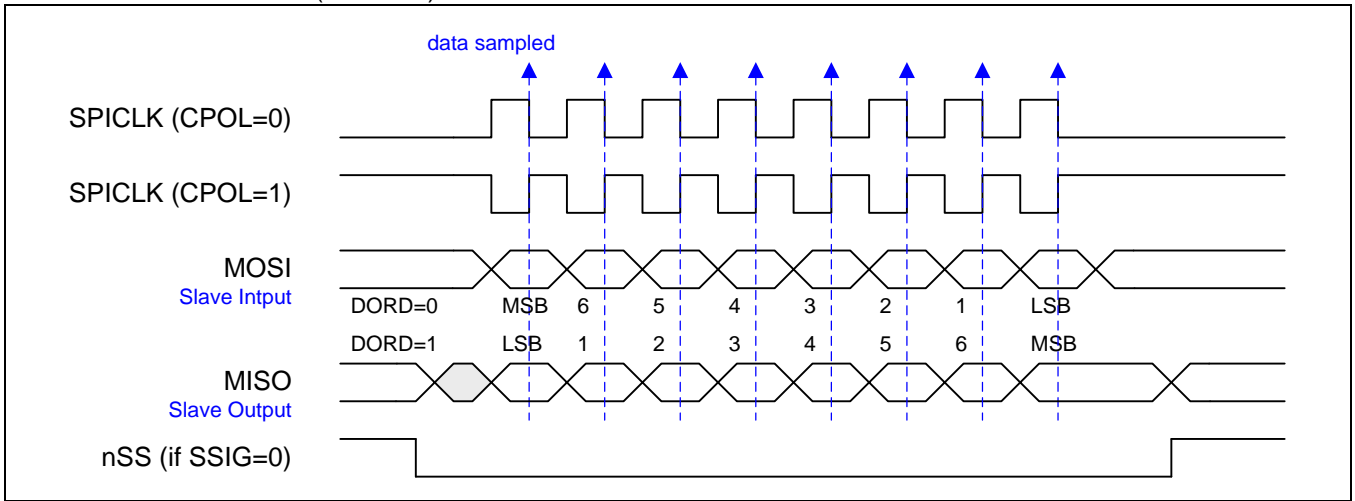 data sampled
SPICLK (CPOL=0)
SPICLK (CPOL=1)
MOSI
Slave Intput
DORD=0 MSB 6 5 4 3 2 1 LSB
DORD=1 LSB 1 2 3 4 5 6 MSB
MISO
Slave Output
nSS (if SSIG=0)